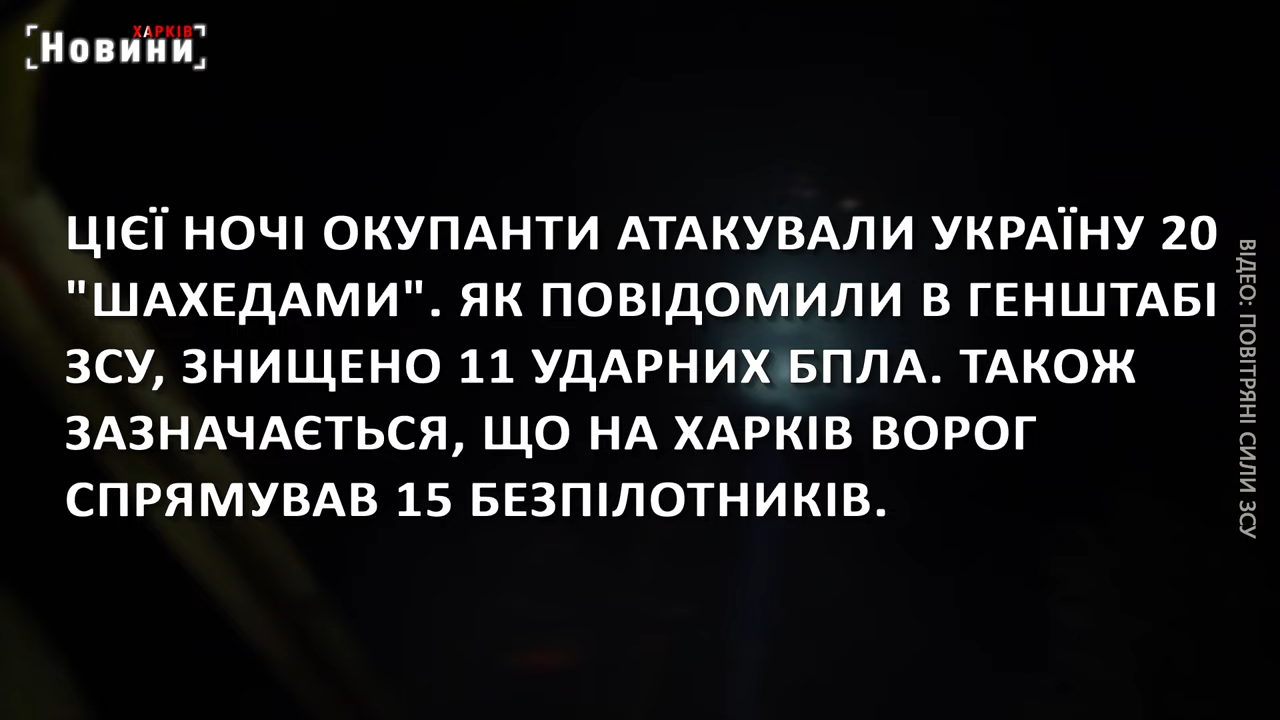 ХАРКІВ
Новини
ЦІЄЇ НОЧІ ОКУПАНТИ АТАКУВАЛИ УКРАЇНУ 20
"ШАХЕДАМИ". ЯК ПОВІДОМИЛИ В ГЕНШТАБІ
ЗСУ, ЗНИЩЕНО 11 УДАРНИХ БПЛА. ТАКОЖ
ЗАЗНАЧАЄТЬСЯ, ЩО НА ХАРКІВ ВОРОГ
СПРЯМУВАВ 15 БЕЗПІЛОТНИКІВ.
ВІДЕО: ПОВІТРЯНІ СИЛИ ЗСУ